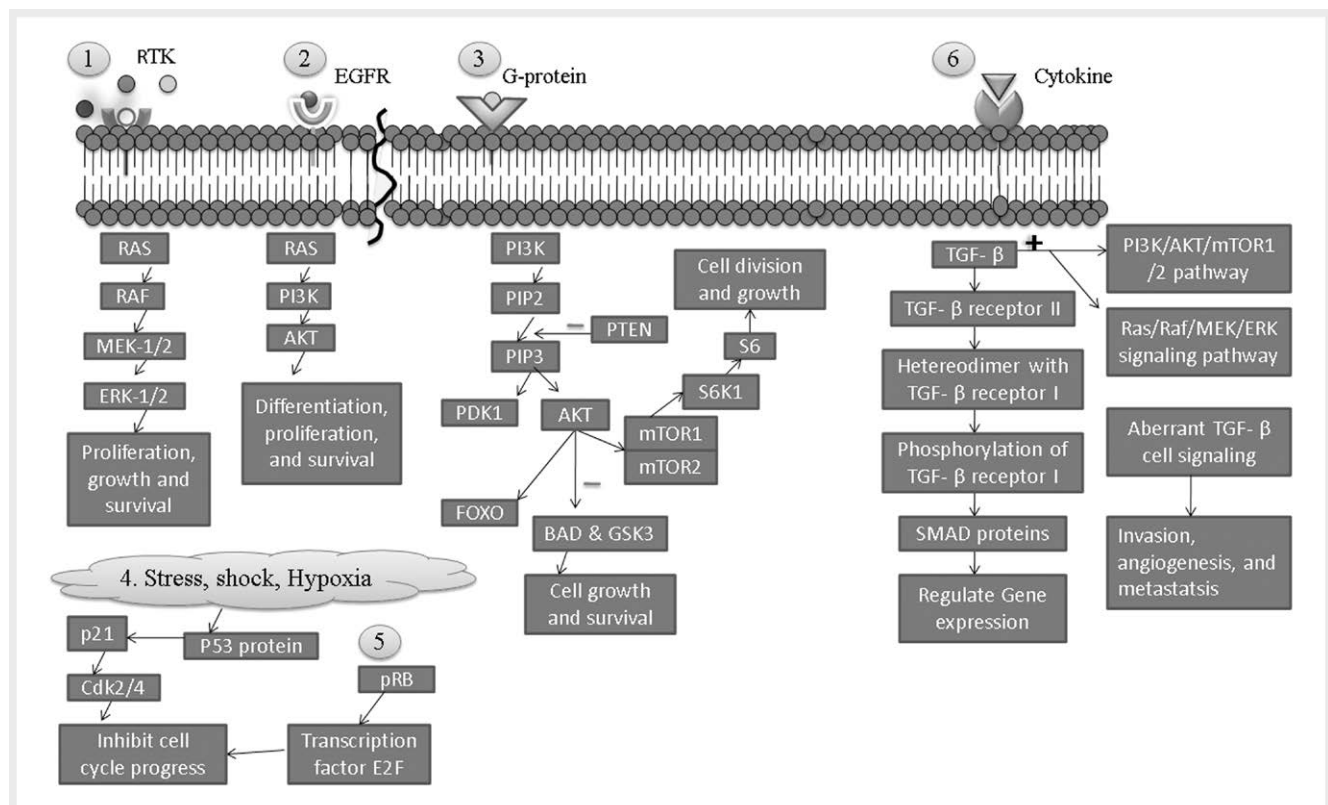 1
RTK
2
EGFR
3
G-protein
6
Cytokine
RAS
RAF
MEK-1/2
ERK-1/2
Proliferation,
growth and
survival
RAS
PI3K
AKT
Differentiation,
proliferation,
and survival
PI3K
PIP2
PTEN
PIP3
PDK1
AKT
mTOR1
mTOR2
S6K1
S6
Cell division
and growth
FOXO
BAD & GSK3
Cell growth
and survival
4. Stress, shock, Hypoxia
P53 protein
p21
Cdk2/4
Inhibit cell
cycle progress
5
pRB
Transcription
factor E2F
TGF- β
+
PI3K/AKT/mTOR1
/2 pathway
Ras/Raf/MEK/ERK
signaling pathway
TGF- β receptor II
Hetereodimer with
TGF- β receptor I
Phosphorylation of
TGF- β receptor I
SMAD proteins
Regulate Gene
expression
Aberrant TGF- β
cell signaling
Invasion,
angiogenesis, and
metastatsis